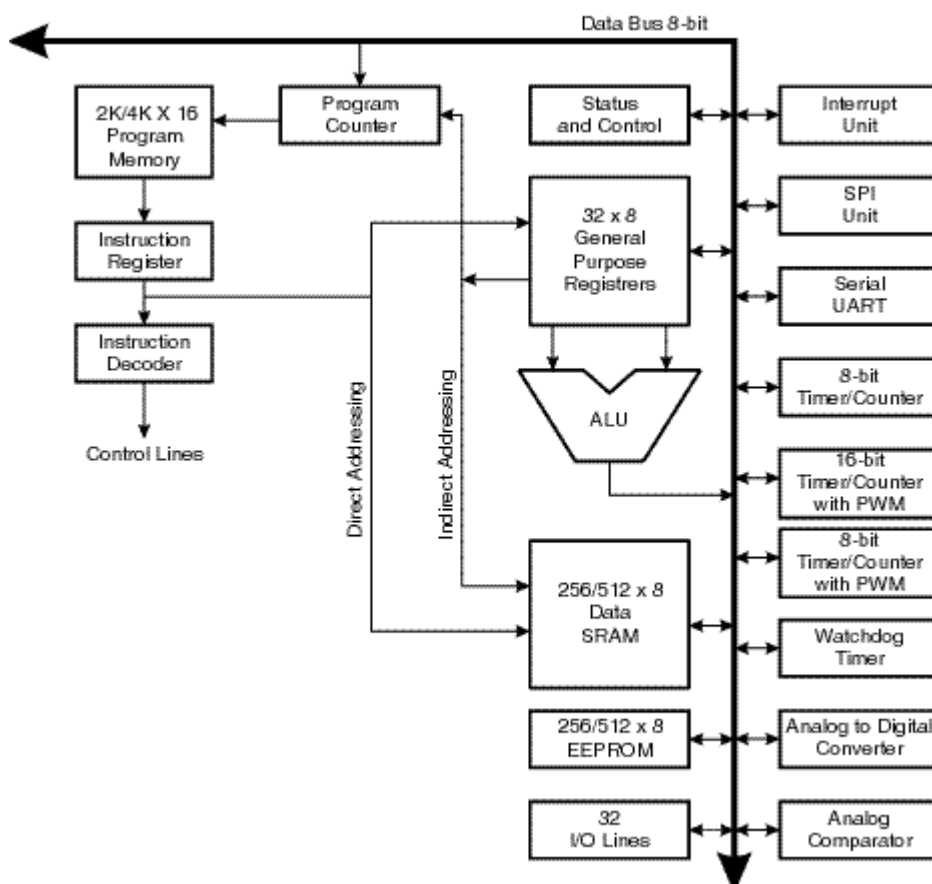 Data Bus 8-bit
2K/4K X 16
Program
Memory
Program
Counter
Status
and Control
Interrupt
Unit
32 x 8
General
Purpose
Registrers
SPI
Unit
Instruction
Register
Serial
UART
Instruction
Decoder
8-bit
Timer/Counter
ALU
Control Lines
Direct Addressing
Indirect Addressing
16-bit
Timer/Counter
with PWM
8-bit
Timer/Counter
with PWM
256/512 x 8
Data
SRAM
Watchdog
Timer
256/512 x 8
EEPROM
Analog to Digital
Converter
32
I/O Lines
Analog
Comparator